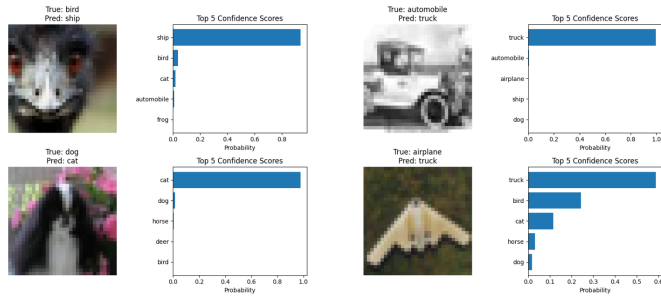 True: bird
Pred: ship
Top 5 Confidence Scores
ship
bird
cat
automobile
frog
0.0 0.2 0.4 0.6 0.8
Probability
True: automobile
Pred: truck
Top 5 Confidence Scores
truck
automobile
airplane
ship
dog
0.0 0.2 0.4 0.6 0.8 1.0
Probability
True: dog
Pred: cat
Top 5 Confidence Scores
cat
dog
horse
deer
bird
0.0 0.2 0.4 0.6 0.8 1.0
Probability
True: airplane
Pred: truck
Top 5 Confidence Scores
truck
bird
cat
horse
dog
0.0 0.1 0.2 0.3 0.4 0.5 0.6
Probability